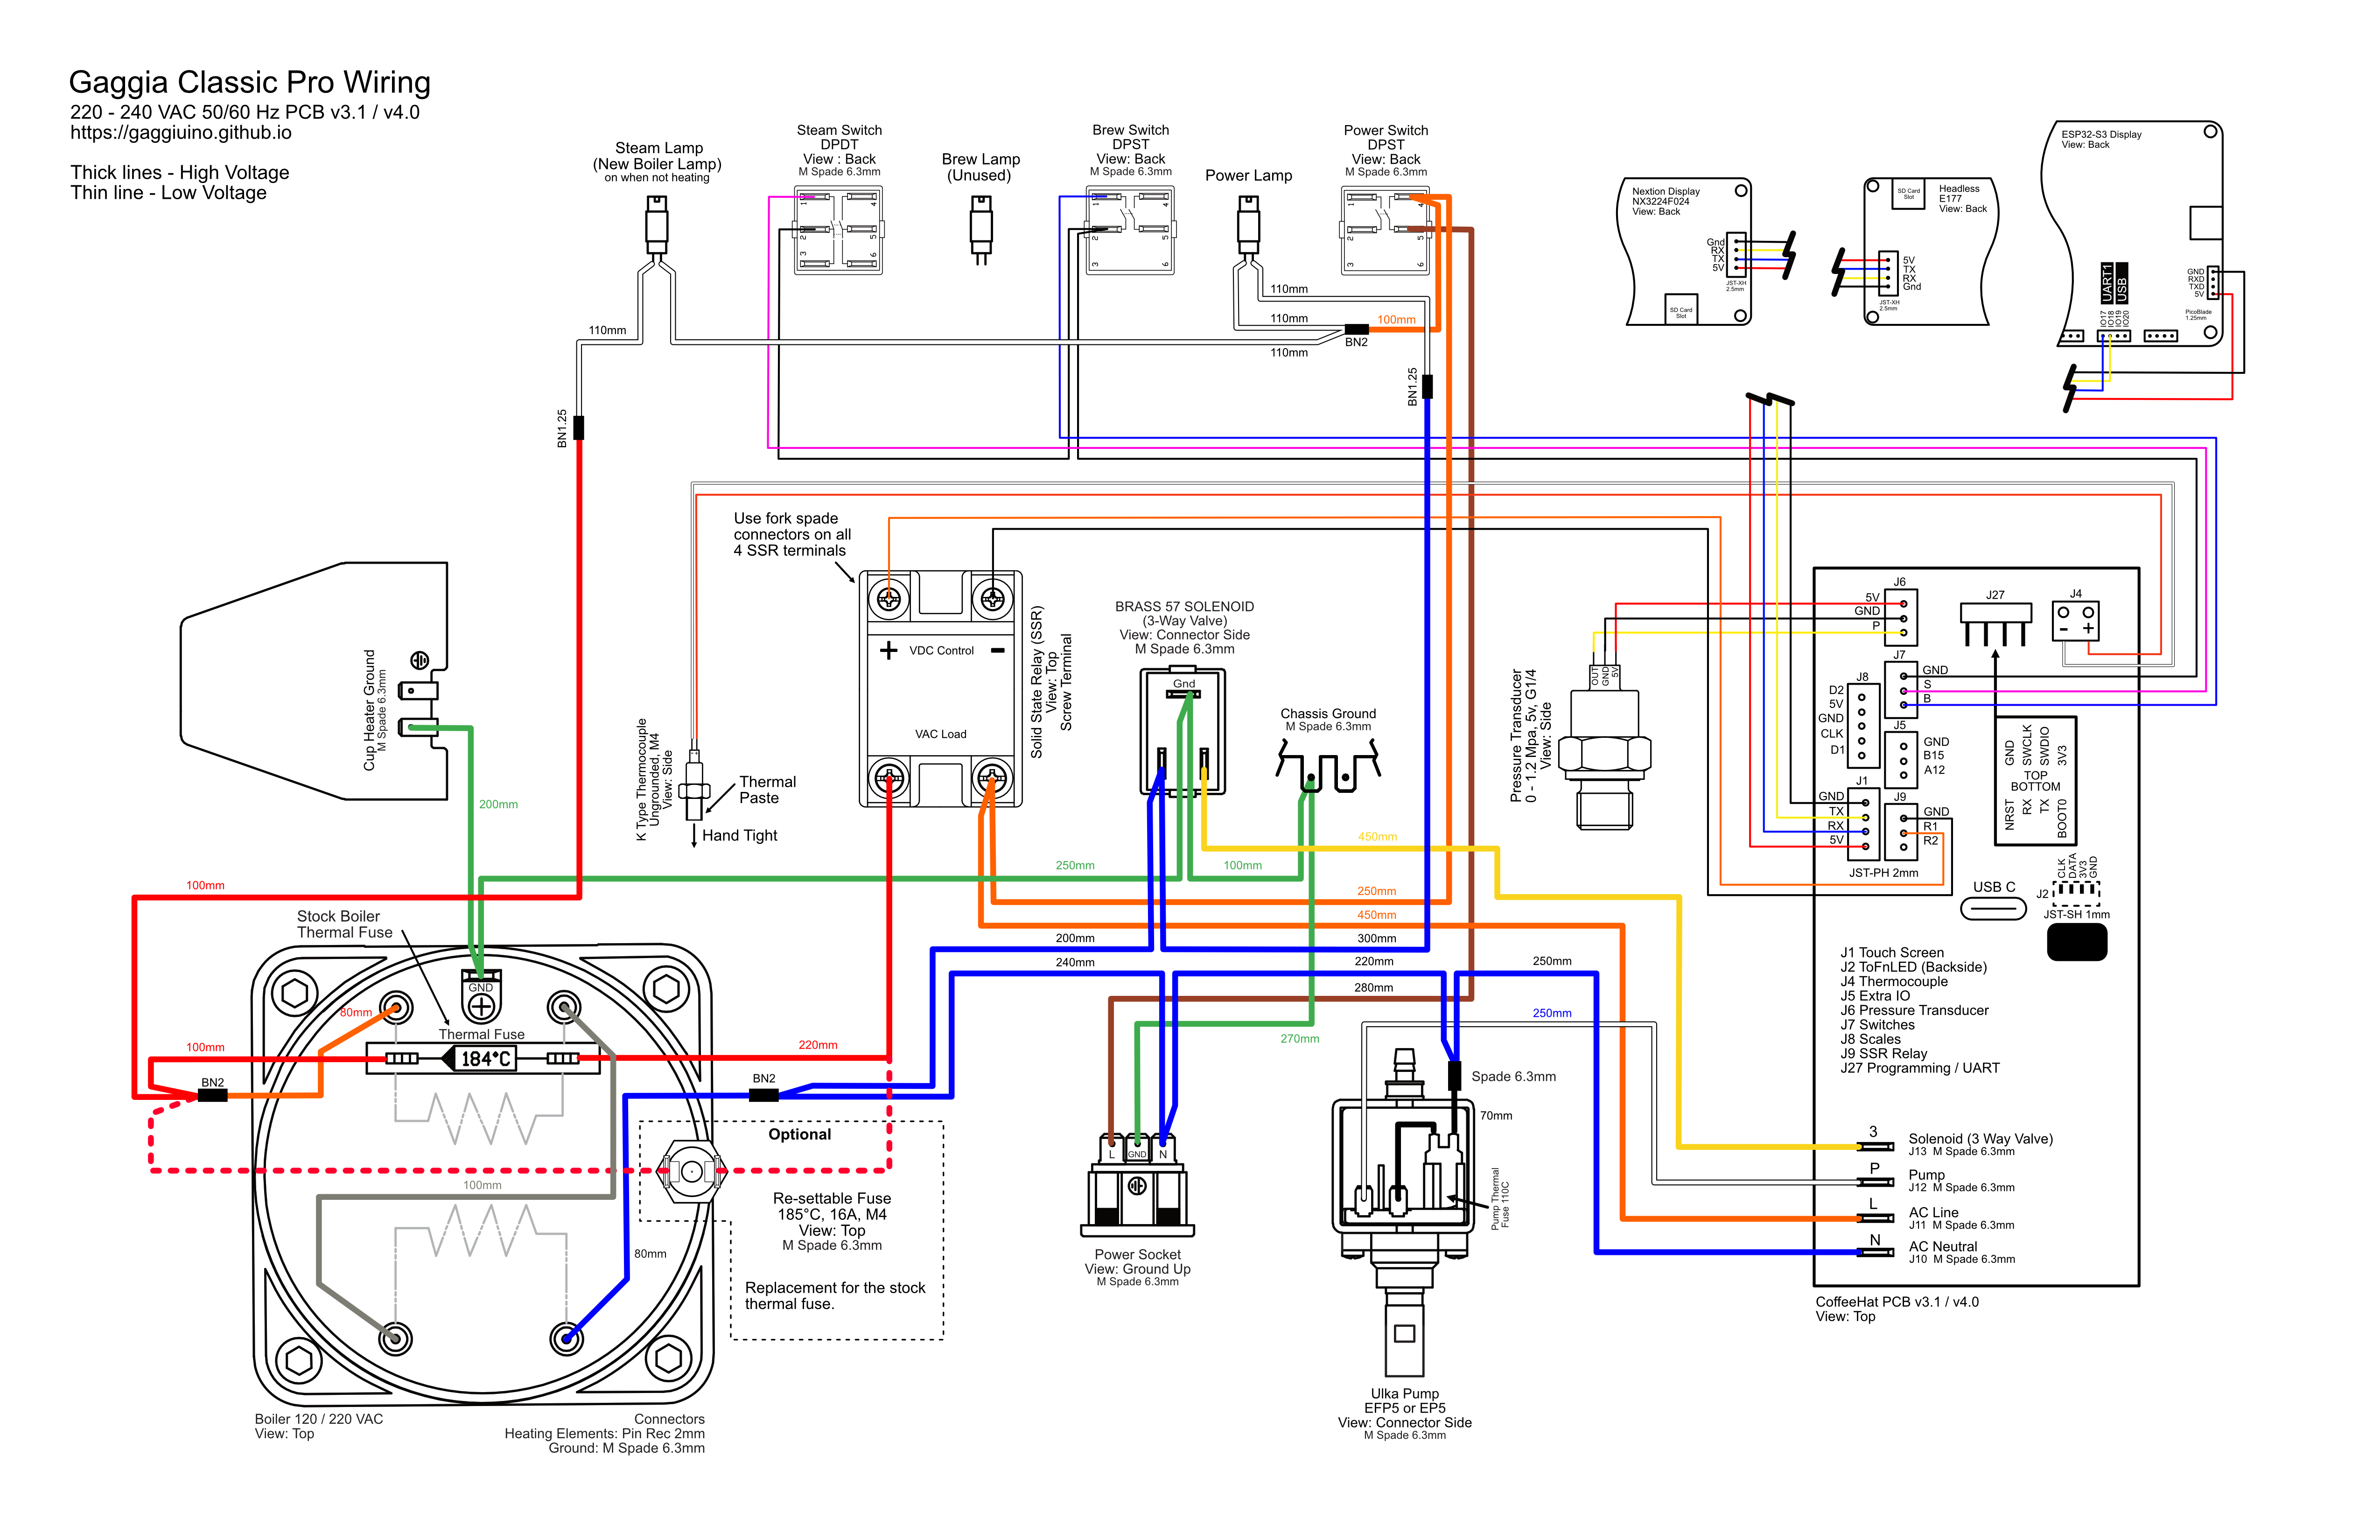 Gaggia Classic Pro Wiring
220 - 240 VAC 50/60 Hz PCB v3.1 / v4.0
https://gaggiuino.github.io
Thick lines - High Voltage
Thin line - Low Voltage
Steam Lamp
(New Boiler Lamp)
on when not heating
Steam Switch
DPDT
View : Back
M Spade 6.3mm
1
2
3
4
5
6
Brew Lamp
(Unused)
Brew Switch
DPST
View: Back
M Spade 6.3mm
1
2
3
4
5
6
Power Lamp
Power Switch
DPST
View: Back
M Spade 6.3mm
1
2
3
4
5
6
Nextion Display
NX3224F024
View: Back
Gnd
RX
TX
5V
JST-XH
2.5mm
SD Card
Slot
SD Card
Slot
Headless
E177
View: Back
5V
TX
RX
Gnd
JST-XH
2.5mm
ESP32-S3 Display
View: Back
UART1
USB
IO17
IO18
IO19
IO20
GND
RXD
TXD
5V
PicoBlade
1.25mm
110mm
110mm
110mm
110mm
100mm
BN2
BN1.25
BN1.25
Use fork spade
connectors on all
4 SSR terminals
VDC Control
VAC Load
Solid State Relay (SSR)
View: Top
Screw Terminal
BRASS 57 SOLENOID
(3-Way Valve)
View: Connector Side
M Spade 6.3mm
Gnd
Chassis Ground
M Spade 6.3mm
Pressure Transducer
0 - 1.2 Mpa, 5v, G1/4
View: Side
OUT
GND
5V
Cup Heater Ground
M Spade 6.3mm
200mm
K Type Thermocouple
Ungrounded, M4
View: Side
Thermal
Paste
Hand Tight
J6
5V
GND
P
J27
J4
-
+
J7
GND
S
B
J8
D2
5V
GND
CLK
D1
J5
GND
B15
A12
J1
GND
TX
RX
5V
J9
GND
R1
R2
JST-PH 2mm
GND
SWCLK
SWDIO
3V3
TOP
BOTTOM
NRST
RX
TX
BOOT0
USB C
CLK
DATA
3V3
GND
J2
JST-SH 1mm
J1 Touch Screen
J2 ToFnLED (Backside)
J4 Thermocouple
J5 Extra IO
J6 Pressure Transducer
J7 Switches
J8 Scales
J9 SSR Relay
J27 Programming / UART
3
Solenoid (3 Way Valve)
J13 M Spade 6.3mm
P
Pump
J12 M Spade 6.3mm
L
AC Line
J11 M Spade 6.3mm
N
AC Neutral
J10 M Spade 6.3mm
CoffeeHat PCB v3.1 / v4.0
View: Top
450mm
250mm
100mm
250mm
450mm
200mm
300mm
240mm
220mm
250mm
280mm
250mm
270mm
100mm
Stock Boiler
Thermal Fuse
GND
80mm
Thermal Fuse
184°C
100mm
220mm
BN2
BN2
100mm
80mm
Optional
Re-settable Fuse
185°C, 16A, M4
View: Top
M Spade 6.3mm
Replacement for the stock
thermal fuse.
Boiler 120 / 220 VAC
View: Top
Connectors
Heating Elements: Pin Rec 2mm
Ground: M Spade 6.3mm
L
GND
N
Power Socket
View: Ground Up
M Spade 6.3mm
Spade 6.3mm
70mm
Pump Thermal
Fuse 110C
Ulka Pump
EFP5 or EP5
View: Connector Side
M Spade 6.3mm